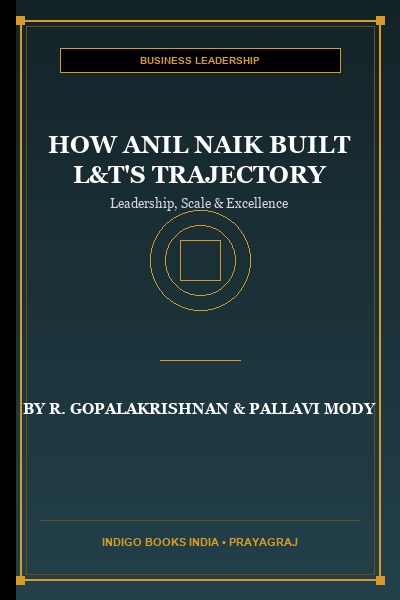 BUSINESS LEADERSHIP
HOW ANIL NAIK BUILT
L&T'S TRAJECTORY
Leadership, Scale & Excellence
BY R. GOPALAKRISHNAN & PALLAVI MODY
INDIGO BOOKS INDIA • PRAYAGRAJ